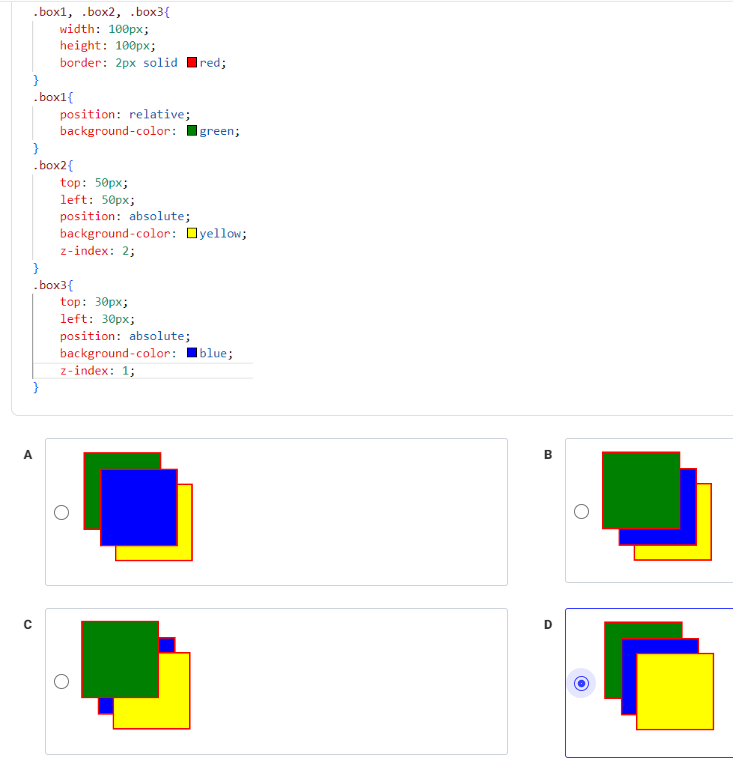 .box1, .box2, .box3{
width: 100px;
height: 100px;
border: 2px solid red;
}
.box1{
position: relative;
background-color: green;
}
.box2{
top: 50px;
left: 50px;
position: absolute;
background-color: yellow;
z-index: 2;
}
.box3{
top: 30px;
left: 30px;
position: absolute;
background-color: blue;
z-index: 1;
}
A
B
C
D